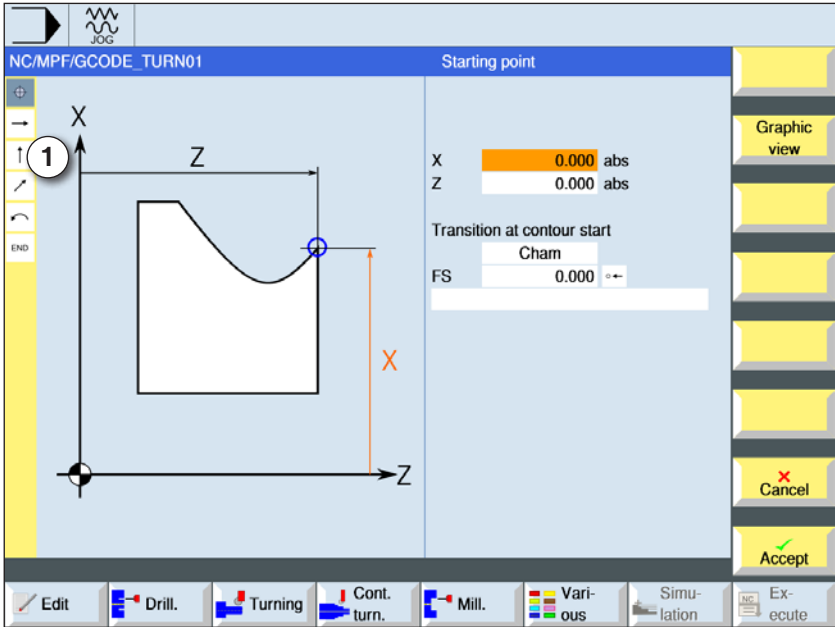 JOG
NC/MPF/GCODE_TURN01
Starting point
Graphic
view
X
Z
1
X 0.000 abs
Z 0.000 abs
Transition at contour start
Cham
FS 0.000
END
X
Z
Cancel
Accept
Edit
Drill.
Turning
Cont.
turn.
Mill.
Vari-
ous
Simu-
lation
NC
Ex-
ecute